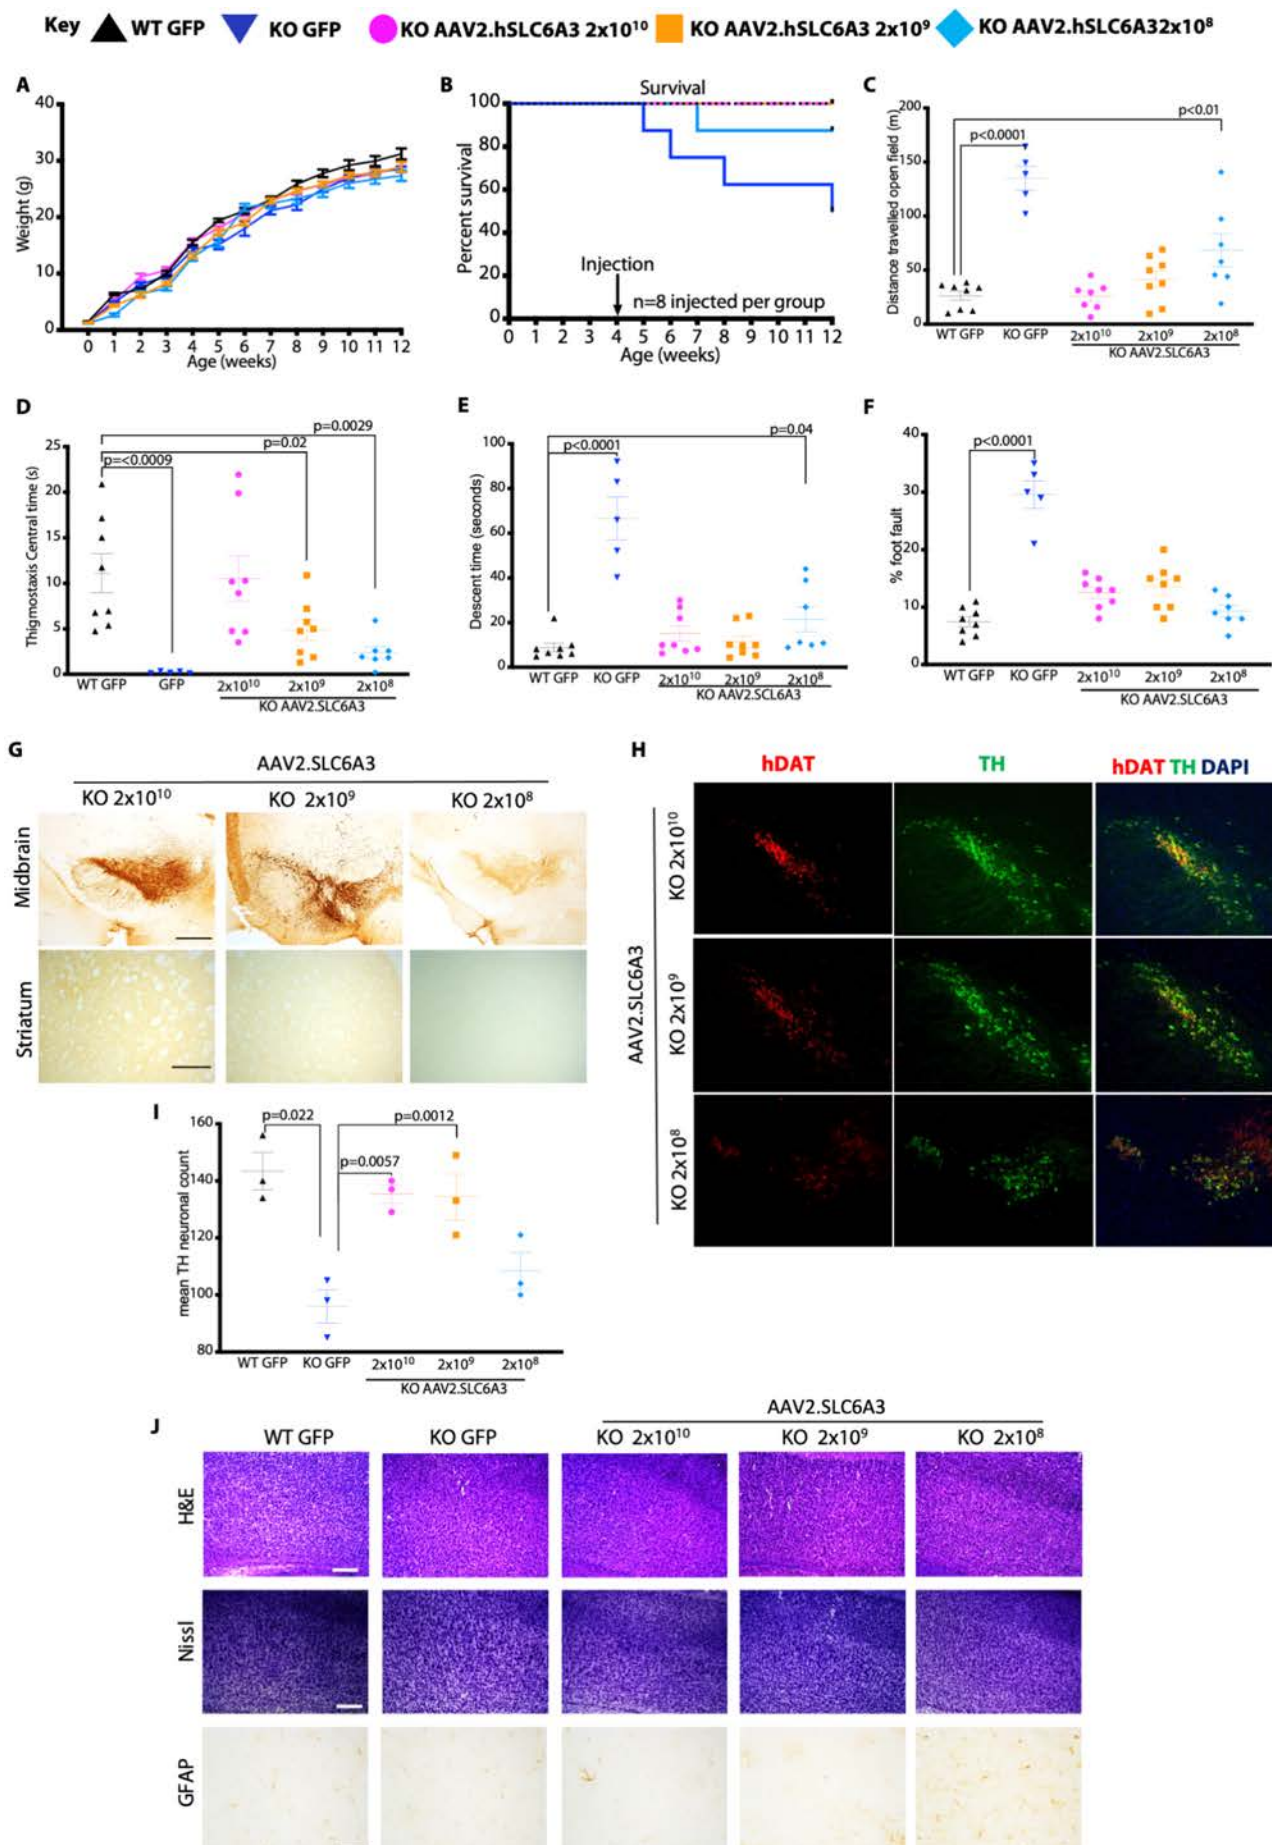 Key WT GFP KO GFP KO AAV2.hSLC6A3 2x10¹⁰ KO AAV2.hSLC6A3 2x10⁹ KO AAV2.hSLC6A32x10⁸
A
Weight (g)
40
30
20
10
0
0 1 2 3 4 5 6 7 8 9 10 11 12
Age (weeks)
B
Survival
Percent survival
100
80
60
40
20
0
Injection
n=8 injected per group
0 1 2 3 4 5 6 7 8 9 10 11 12
Age (weeks)
C
Distance travelled open field (m)
200
150
100
50
0
p<0.01
p<0.0001
WT GFP KO GFP 2x10¹⁰ 2x10⁹ 2x10⁸
KO AAV2.SLC6A3
D
Thigmostaxis Central time (s)
25
20
15
10
5
0
p=0.0029
p=0.02
p=<0.0009
WT GFP GFP 2x10¹⁰ 2x10⁹ 2x10⁸
KO AAV2.SLC6A3
E
Descent time (seconds)
100
80
60
40
20
0
p<0.0001
p=0.04
WT GFP KO GFP 2x10¹⁰ 2x10⁹ 2x10⁸
KO AAV2.SCL6A3
F
% foot fault
40
30
20
10
0
p<0.0001
WT GFP KO GFP 2x10¹⁰ 2x10⁹ 2x10⁸
KO AAV2.SLC6A3
G
AAV2.SLC6A3
KO 2x10¹⁰ KO 2x10⁹ KO 2x10⁸
Midbrain
Striatum
H
hDAT TH hDAT TH DAPI
AAV2.SLC6A3
KO 2x10¹⁰
KO 2x10⁹
KO 2x10⁸
I
mean TH neuronal count
160
140
120
100
80
p=0.022
p=0.0012
p=0.0057
WT GFP KO GFP 2x10¹⁰ 2x10⁹ 2x10⁸
KO AAV2.SLC6A3
J
AAV2.SLC6A3
WT GFP KO GFP KO 2x10¹⁰ KO 2x10⁹ KO 2x10⁸
H&E
Nissl
GFAP